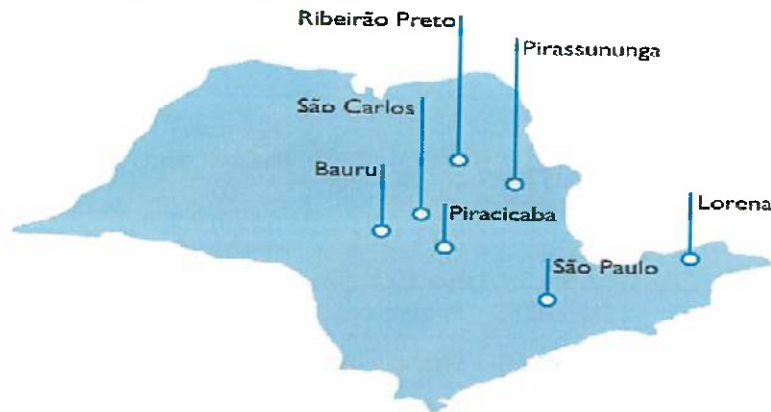 Ribeirão Preto
Pirassununga
São Carlos
Bauru
Piracicaba
Lorena
São Paulo